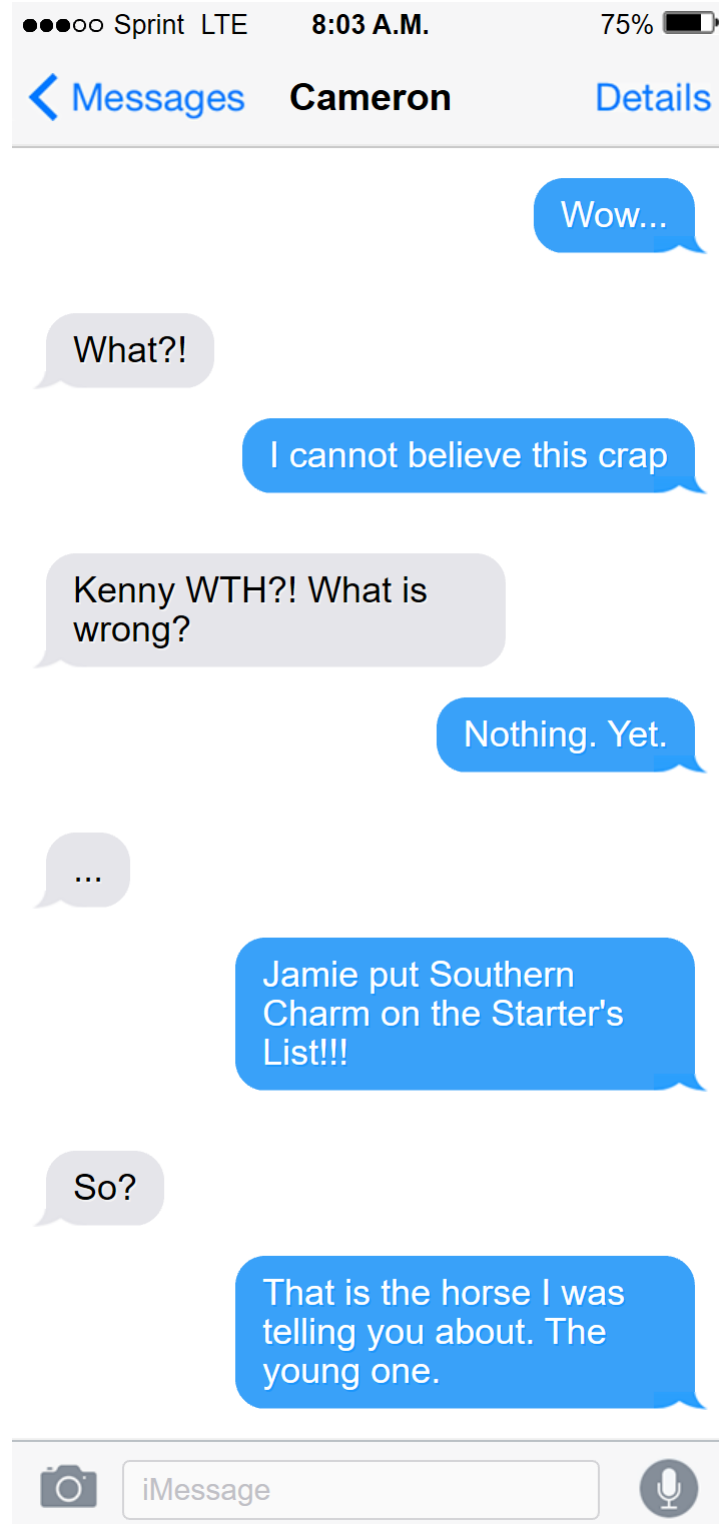 Sprint LTE 8:03 A.M. 75%
Messages Cameron Details
Wow...
What?!
I cannot believe this crap
Kenny WTH?! What is
wrong?
Nothing. Yet.
...
Jamie put Southern
Charm on the Starter's
List!!!
So?
That is the horse I was
telling you about. The
young one.
iMessage